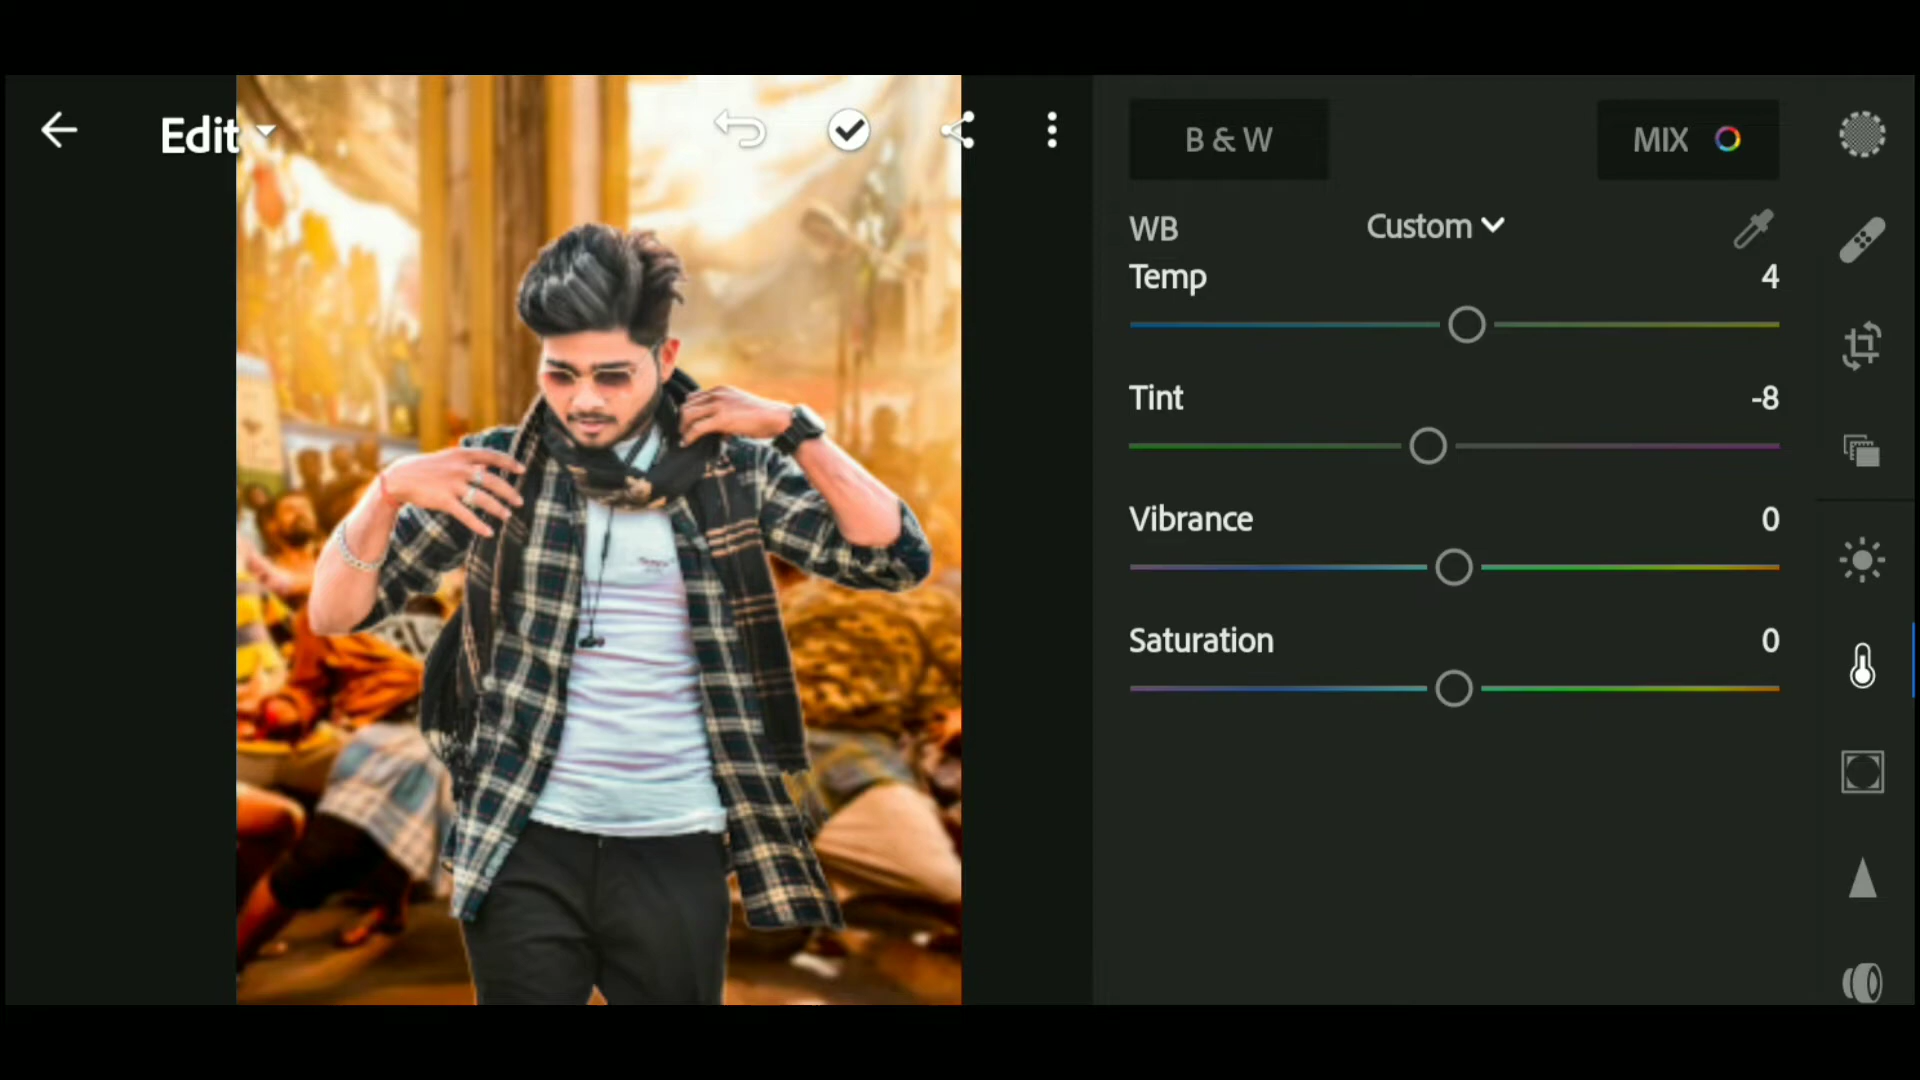 Edit
B & W
MIX
WB
Custom
Temp
4
Tint
-8
Vibrance
0
Saturation
0